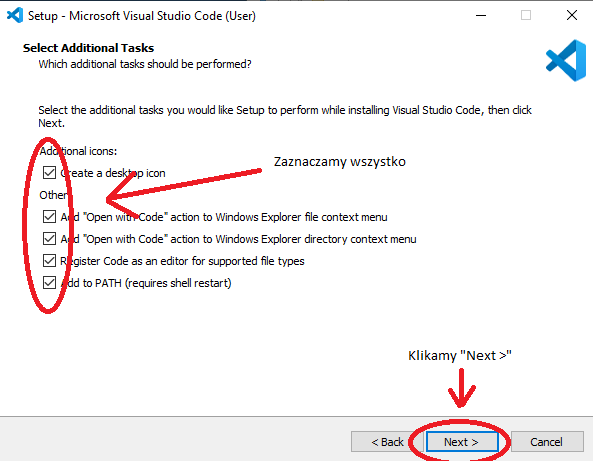 Setup - Microsoft Visual Studio Code (User)
Select Additional Tasks
Which additional tasks should be performed?
Select the additional tasks you would like Setup to perform while installing Visual Studio Code, then click
Next.
Additional icons:
Zaznaczamy wszystko
Create a desktop icon
Other:
Add "Open with Code" action to Windows Explorer file context menu
Add "Open with Code" action to Windows Explorer directory context menu
Register Code as an editor for supported file types
Add to PATH (requires shell restart)
Klikamy "Next >"
< Back
Next >
Cancel